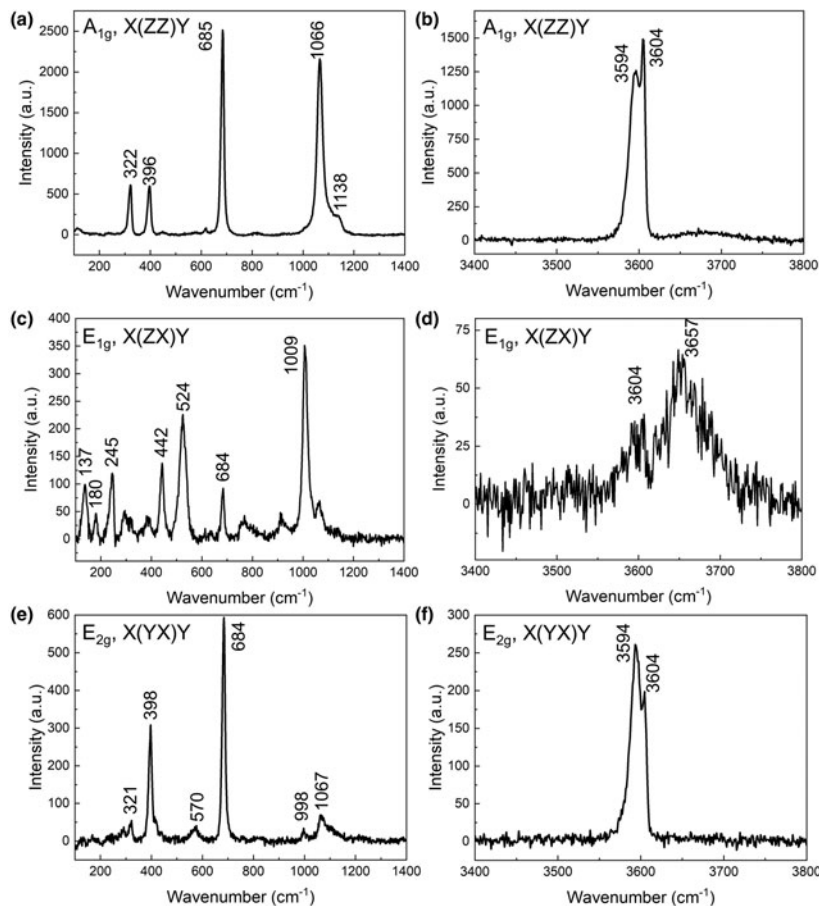 (a) A1g, X(ZZ)Y
322
396
685
1066
1138
Intensity (a.u.)
2500
2000
1500
1000
500
0
200 400 600 800 1000 1200 1400
Wavenumber (cm-1)
(b) A1g, X(ZZ)Y
3594
3604
Intensity (a.u.)
1500
1250
1000
750
500
250
0
3400 3500 3600 3700 3800
Wavenumber (cm-1)
(c) E1g, X(ZX)Y
137
180
245
442
524
684
1009
Intensity (a.u.)
400
350
300
250
200
150
100
50
0
200 400 600 800 1000 1200 1400
Wavenumber (cm-1)
(d) E1g, X(ZX)Y
3604
3657
Intensity (a.u.)
75
50
25
0
3400 3500 3600 3700 3800
Wavenumber (cm-1)
(e) E2g, X(YX)Y
321
398
570
684
998
1067
Intensity (a.u.)
600
500
400
300
200
100
0
200 400 600 800 1000 1200 1400
Wavenumber (cm-1)
(f) E2g, X(YX)Y
3594
3604
Intensity (a.u.)
300
250
200
150
100
50
0
3400 3500 3600 3700 3800
Wavenumber (cm-1)